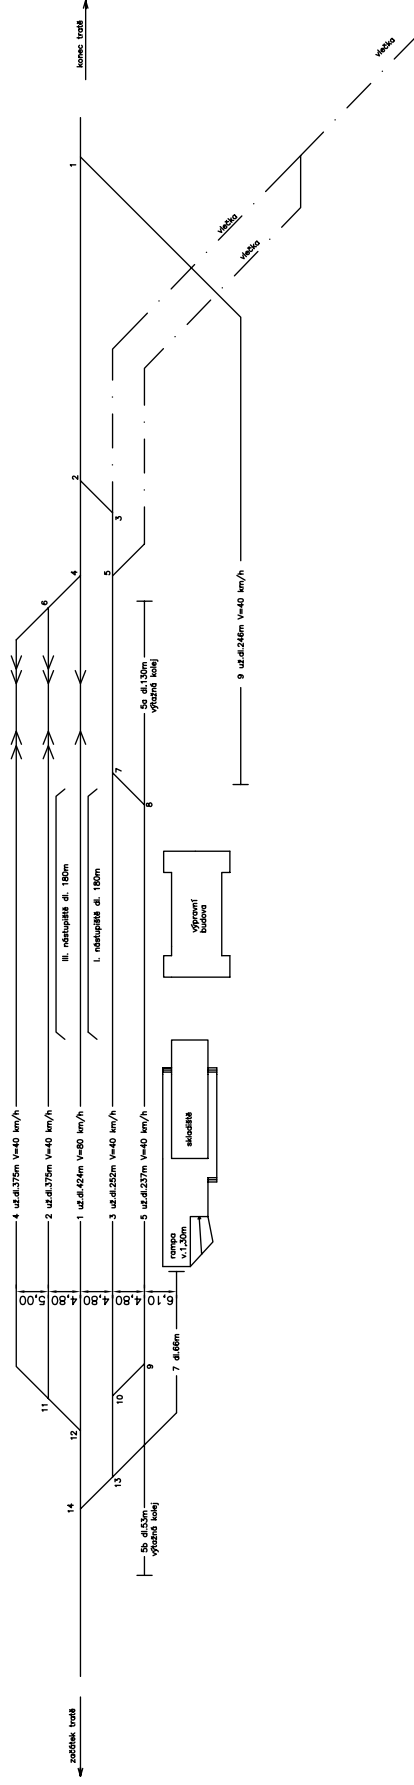 konec tratě
vlečka
1
vlečka
vlečka
2
3
4
5
6
9 už.dl.246m V=40 km/h
5a dl.130m
výtažná kolej
7
8
III. nástupiště dl. 180m
I. nástupiště dl. 180m
výpravní
budova
4 už.dl.375m V=40 km/h
2 už.dl.375m V=40 km/h
1 už.dl.424m V=80 km/h
3 už.dl.252m V=40 km/h
5 už.dl.237m V=40 km/h
skladiště
rampa
v.1,30m
5,00
4,80
4,80
4,80
6,10
7 dl.66m
9
10
11
12
13
14
5b dl.53m
výtažná kolej
začátek tratě